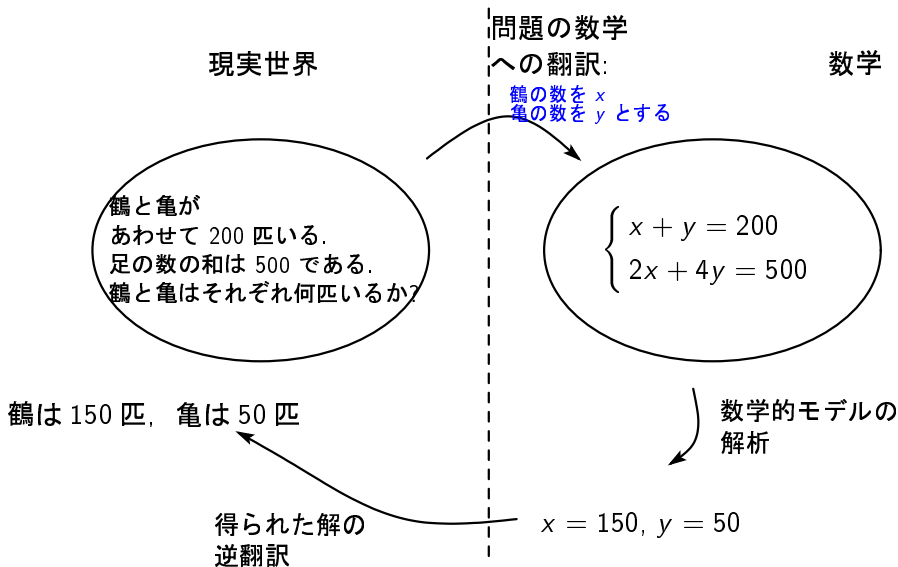 現実世界
問題の数学
への翻訳:
数学
鶴の数を x
亀の数を y とする
鶴と亀が
あわせて 200 匹いる.
足の数の和は 500 である.
鶴と亀はそれぞれ何匹いるか?
x + y = 200
2x + 4y = 500
数学的モデルの
解析
x = 150, y = 50
得られた解の
逆翻訳
鶴は 150 匹, 亀は 50 匹